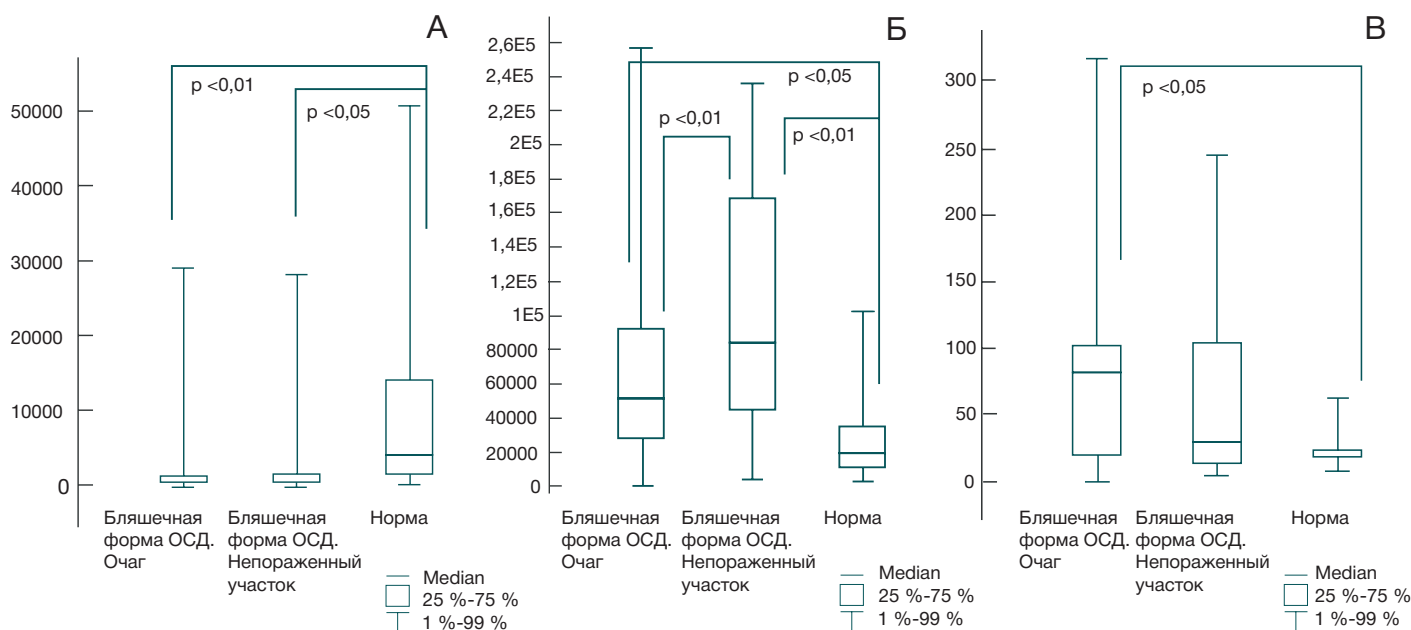 А
50000
40000
30000
20000
10000
0
p <0,01
p <0,05
Бляшечная
форма ОСД.
Очаг
Бляшечная
форма ОСД.
Непораженный
участок
Норма
Median
25 %-75 %
1 %-99 %
Б
2,6E5
2,4E5
2,2E5
2E5
1,8E5
1,6E5
1,4E5
1,2E5
1E5
80000
60000
40000
20000
0
p <0,05
p <0,01
p <0,01
Бляшечная
форма ОСД.
Очаг
Бляшечная
форма ОСД.
Непораженный
участок
Норма
Median
25 %-75 %
1 %-99 %
В
300
250
200
150
100
50
0
p <0,05
Бляшечная
форма ОСД.
Очаг
Бляшечная
форма ОСД.
Непораженный
участок
Норма
Median
25 %-75 %
1 %-99 %